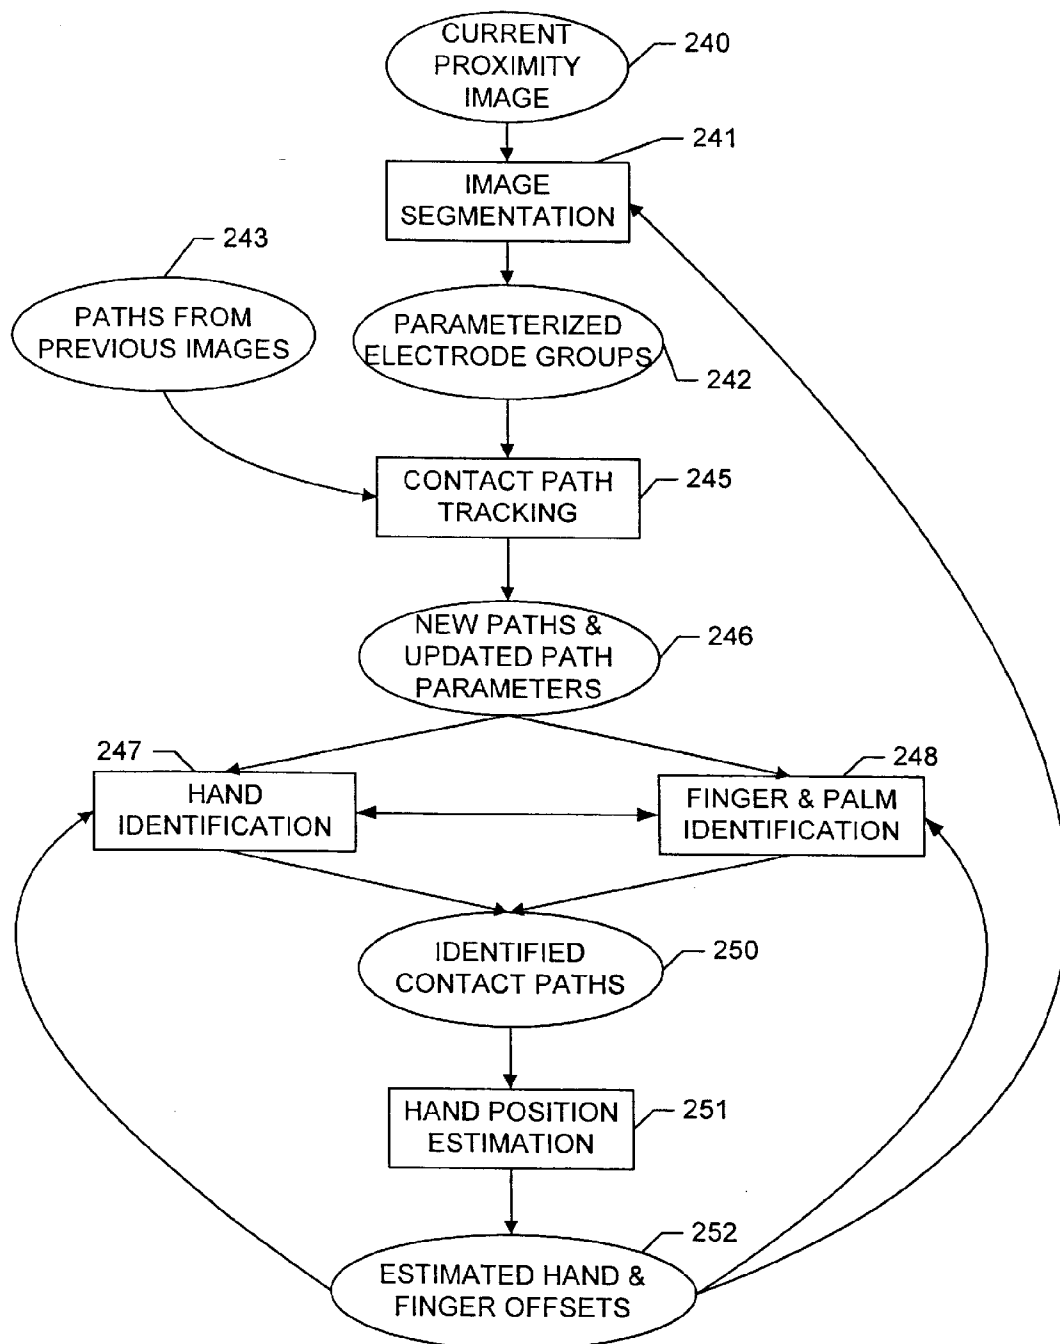 CURRENT
PROXIMITY
IMAGE
240
241
IMAGE
SEGMENTATION
243
PATHS FROM
PREVIOUS IMAGES
PARAMETERIZED
ELECTRODE GROUPS
242
CONTACT PATH
TRACKING
245
NEW PATHS &
UPDATED PATH
PARAMETERS
246
247
HAND
IDENTIFICATION
248
FINGER & PALM
IDENTIFICATION
IDENTIFIED
CONTACT PATHS
250
HAND POSITION
ESTIMATION
251
252
ESTIMATED HAND &
FINGER OFFSETS